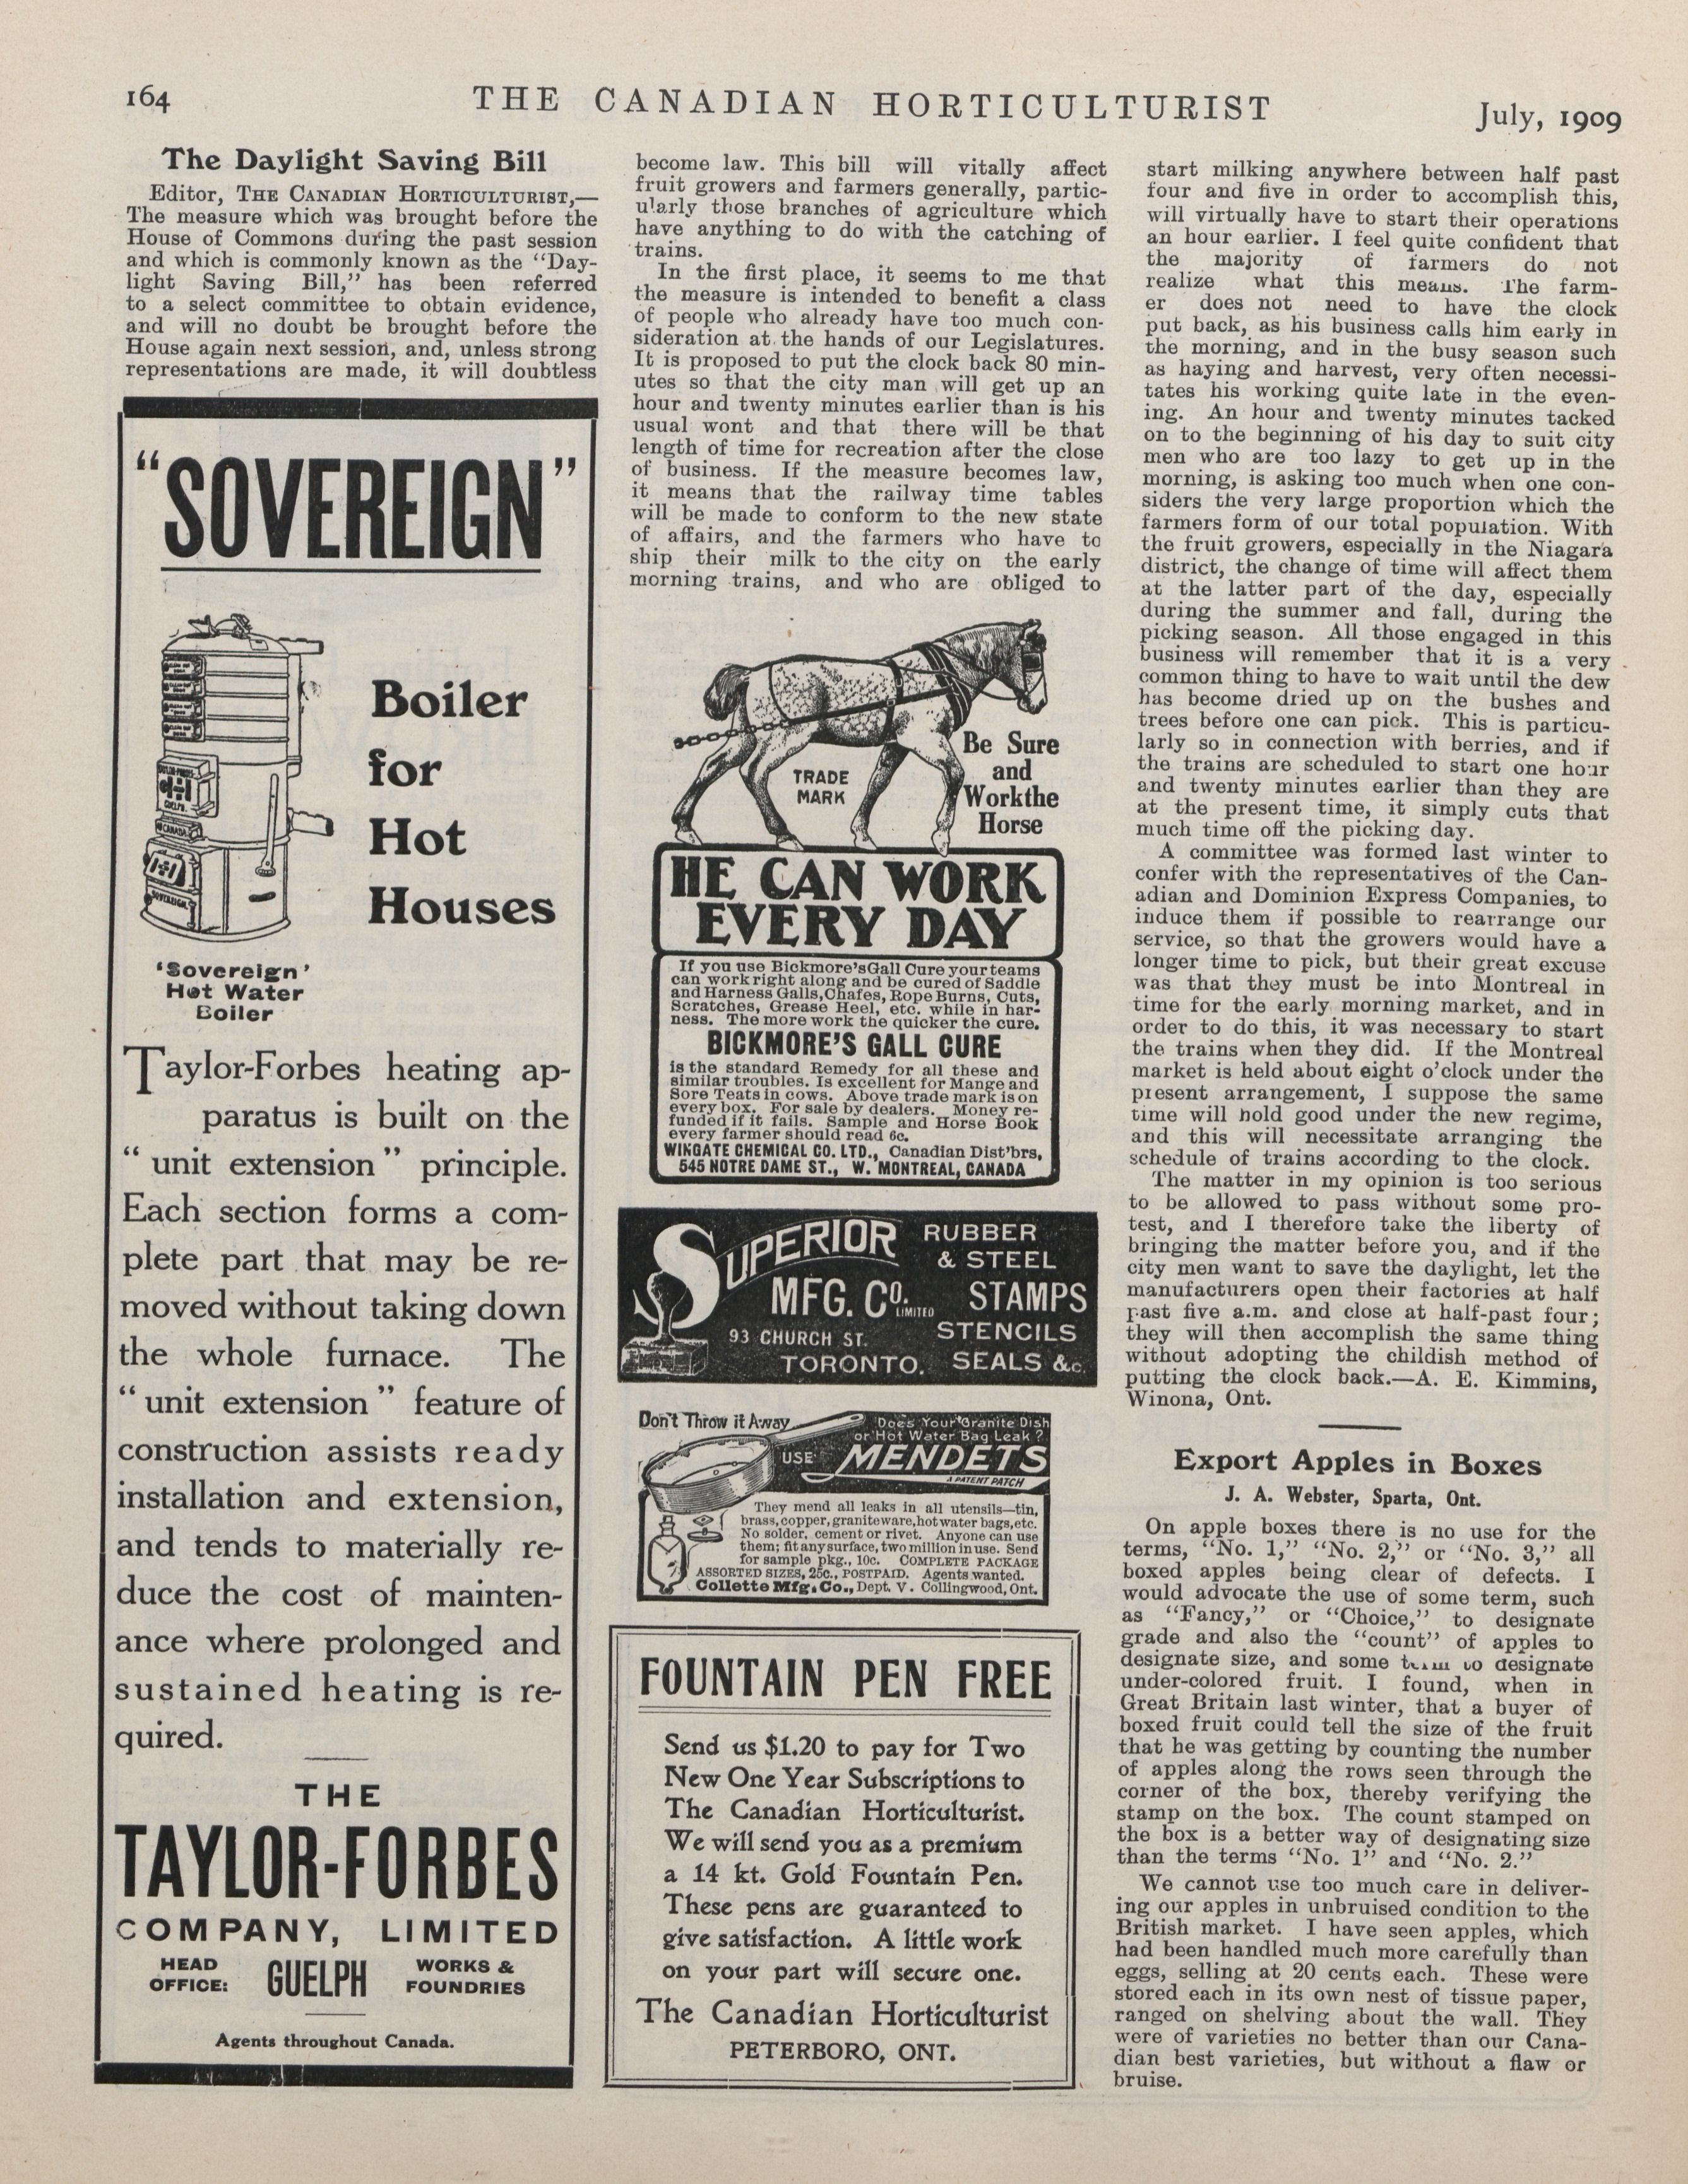 164
THE CANADIAN HORTICULTURIST
July, 1909
The Daylight Saving Bill
Editor, THE CANADIAN HORTICULTURIST,—
The measure which was brought before the
House of Commons during the past session
and which is commonly known as the “Day-
light Saving Bill,” has been referred
to a select committee to obtain evidence,
and will no doubt be brought before the
House again next session, and, unless strong
representations are made, it will doubtless
become law. This bill will vitally affect
fruit growers and farmers generally, partic-
ularly those branches of agriculture which
have anything to do with the catching of
trains.
In the first place, it seems to me that
the measure is intended to benefit a class
of people who already have too much con-
sideration at the hands of our Legislatures.
It is proposed to put the clock back 80 min-
utes so that the city man will get up an
hour and twenty minutes earlier than is his
usual wont and that there will be that
length of time for recreation after the close
of business. If the measure becomes law,
it means that the railway time tables
will be made to conform to the new state
of affairs, and the farmers who have to
ship their milk to the city on the early
morning trains, and who are obliged to
start milking anywhere between half past
four and five in order to accomplish this,
will virtually have to start their operations
an hour earlier. I feel quite confident that
the majority of farmers do not
realize what this means. The farm-
er does not need to have the clock
put back, as his business calls him early in
the morning, and in the busy season such
as haying and harvest, very often necessi-
tates his working quite late in the even-
ing. An hour and twenty minutes tacked
on to the beginning of his day to suit city
men who are too lazy to get up in the
morning, is asking too much when one con-
siders the very large proportion which the
farmers form of our total population. With
the fruit growers, especially in the Niagara
district, the change of time will affect them
at the latter part of the day, especially
during the summer and fall, during the
picking season. All those engaged in this
business will remember that it is a very
common thing to have to wait until the dew
has become dried up on the bushes and
trees before one can pick. This is particu-
larly so in connection with berries, and if
the trains are scheduled to start one hour
and twenty minutes earlier than they are
at the present time, it simply cuts that
much time off the picking day.
A committee was formed last winter to
confer with the representatives of the Can-
adian and Dominion Express Companies, to
induce them if possible to rearrange our
service, so that the growers would have a
longer time to pick, but their great excuse
was that they must be into Montreal in
time for the early morning market, and in
order to do this, it was necessary to start
the trains when they did. If the Montreal
market is held about eight o’clock under the
present arrangement, I suppose the same
time will hold good under the new regime,
and this will necessitate arranging the
schedule of trains according to the clock.
The matter in my opinion is too serious
to be allowed to pass without some pro-
test, and I therefore take the liberty of
bringing the matter before you, and if the
city men want to save the daylight, let the
manufacturers open their factories at half
past five a.m. and close at half-past four;
they will then accomplish the same thing
without adopting the childish method of
putting the clock back.—A. E. Kimmins,
Winona, Ont.
Export Apples in Boxes
J. A. Webster, Sparta, Ont.
On apple boxes there is no use for the
terms, “No. 1,” “No. 2,” or “No. 3,” all
boxed apples being clear of defects. I
would advocate the use of some term, such
as “Fancy,” or “Choice,” to designate
grade and also the “count” of apples to
designate size, and some to designate
under-colored fruit. I found, when in
Great Britain last winter, that a buyer of
boxed fruit could tell the size of the fruit
that he was getting by counting the number
of apples along the rows seen through the
corner of the box, thereby verifying the
stamp on the box. The count stamped on
the box is a better way of designating size
than the terms “No. 1” and “No. 2.”
We cannot use too much care in deliver-
ing our apples in unbruised condition to the
British market. I have seen apples, which
had been handled much more carefully than
eggs, selling at 20 cents each. These were
stored each in its own nest of tissue paper,
ranged on shelving about the wall. They
were of varieties no better than our Cana-
dian best varieties, but without a flaw or
bruise.
“SOVEREIGN”
Boiler
for
Hot
Houses
‘Sovereign’
Hot Water
Boiler
Taylor-Forbes heating ap-
paratus is built on the
“unit extension” principle.
Each section forms a com-
plete part that may be re-
moved without taking down
the whole furnace. The
“unit extension” feature of
construction assists ready
installation and extension,
and tends to materially re-
duce the cost of mainten-
ance where prolonged and
sustained heating is re-
quired.
THE
TAYLOR-FORBES
COMPANY, LIMITED
HEAD OFFICE: GUELPH WORKS & FOUNDRIES
Agents throughout Canada.
Be Sure
and
Work the
Horse
TRADE
MARK
HE CAN WORK
EVERY DAY
If you use Bickmore's Gall Cure your teams
can work right along and be cured of Saddle
and Harness Galls, Chafes, Rope Burns, Cuts,
Scratches, Grease Heel, etc. while in har-
ness. The more work the quicker the cure.
BICKMORE'S GALL CURE
is the standard Remedy for all these and
similar troubles. Is excellent for Mange and
Sore Teats in cows. Above trade mark is on
every box. For sale by dealers. Money re-
funded if it fails. Sample and Horse Book
every farmer should read 6c.
WINGATE CHEMICAL CO. LTD., Canadian Dist'brs,
545 NOTRE DAME ST., W. MONTREAL, CANADA
SUPERIOR
MFG. CO. LIMITED
93 CHURCH ST.
TORONTO.
RUBBER
& STEEL
STAMPS
STENCILS
SEALS &c.
Don't Throw it Away
Does Your Granite Dish
or Hot Water Bag Leak?
USE MENDETS
A PATENT PATCH
They mend all leaks in all utensils—tin,
brass, copper, graniteware, hot water bags, etc.
No solder, cement or rivet. Anyone can use
them; fit any surface, two million in use. Send
for sample pkg., 10c. COMPLETE PACKAGE
ASSORTED SIZES, 25c., POSTPAID. Agents wanted.
Collette Mfg. Co., Dept. V. Collingwood, Ont.
FOUNTAIN PEN FREE
Send us $1.20 to pay for Two
New One Year Subscriptions to
The Canadian Horticulturist.
We will send you as a premium
a 14 kt. Gold Fountain Pen.
These pens are guaranteed to
give satisfaction. A little work
on your part will secure one.
The Canadian Horticulturist
PETERBORO, ONT.